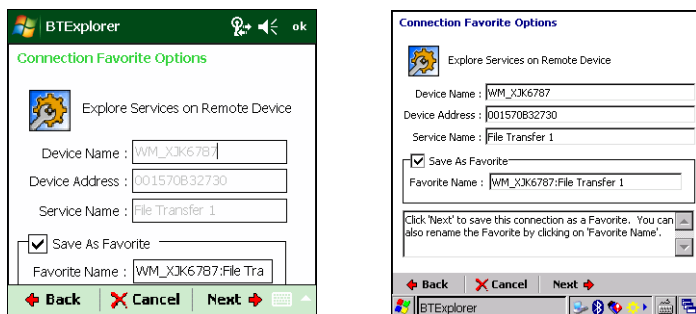 BTExplorer
ok
Connection Favorite Options
Explore Services on Remote Device
Device Name : WM_XJK6787
Device Address : 001570B32730
Service Name : File Transfer 1
Save As Favorite
Favorite Name : WM_XJK6787:File Tra
Back Cancel Next
Connection Favorite Options
Explore Services on Remote Device
Device Name : WM_XJK6787
Device Address : 001570B32730
Service Name : File Transfer 1
Save As Favorite
Favorite Name : WM_XJK6787:File Transfer 1
Click 'Next' to save this connection as a Favorite. You can
also rename the Favorite by clicking on 'Favorite Name'.
Back Cancel Next
BTExplorer